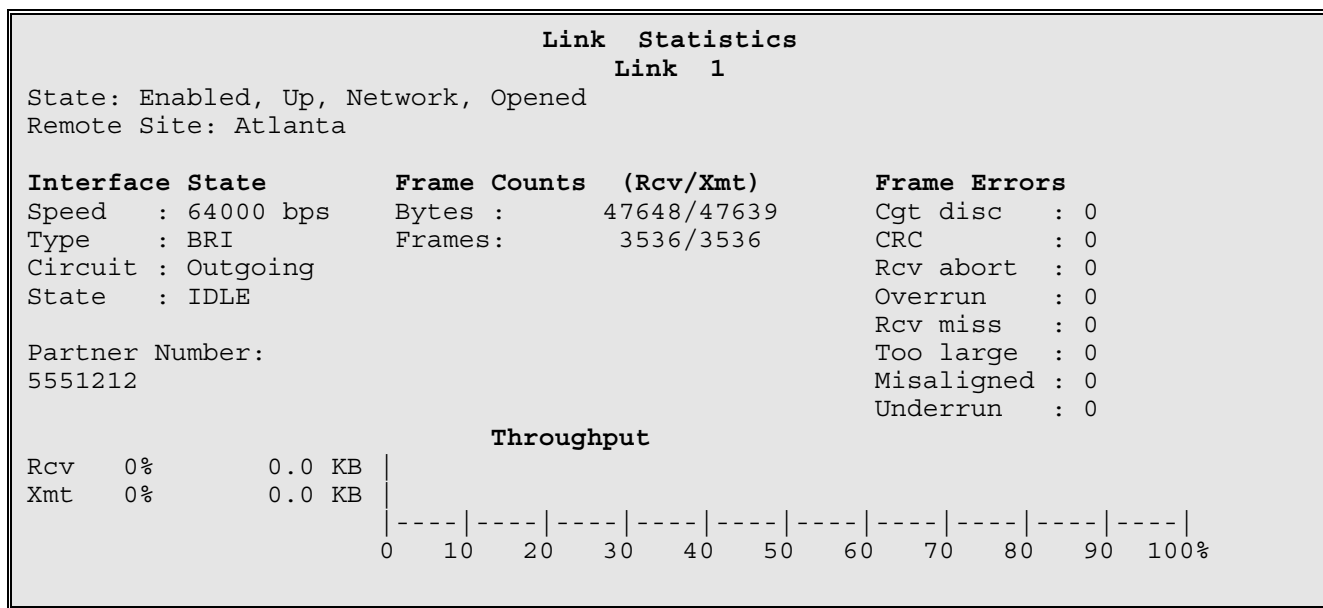 Link Statistics
Link 1
State: Enabled, Up, Network, Opened
Remote Site: Atlanta
Interface State    Frame Counts (Rcv/Xmt)    Frame Errors
Speed : 64000 bps    Bytes : 47648/47639    Cgt disc : 0
Type : BRI    Frames: 3536/3536    CRC : 0
Circuit : Outgoing    Rcv abort : 0
State : IDLE    Overrun : 0
Rcv miss : 0
Partner Number:    Too large : 0
5551212    Misaligned : 0
Underrun : 0
Throughput
Rcv 0% 0.0 KB |
Xmt 0% 0.0 KB |
|----|----|----|----|----|----|----|----|----|----|
0 10 20 30 40 50 60 70 80 90 100%